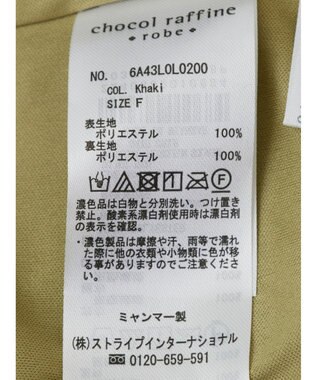 chocol raffine
・robe・
NO. 6A43L0L0200
COL. Khaki
SIZE F
表生地
ポリエステル 100%
裏生地
ポリエステル 100%
濃色品は白物と分別洗い。つけ置
き禁止。酸素系漂白剤使用時は漂白剤
の表示を確認。
・濃色製品は摩擦や汗、雨等で濡れ
た際に他の衣類や小物類に色が移
る事がありますのでご注意くださ
い。
ミャンマー製
(株)ストライプインターナショナル
0120-659-591